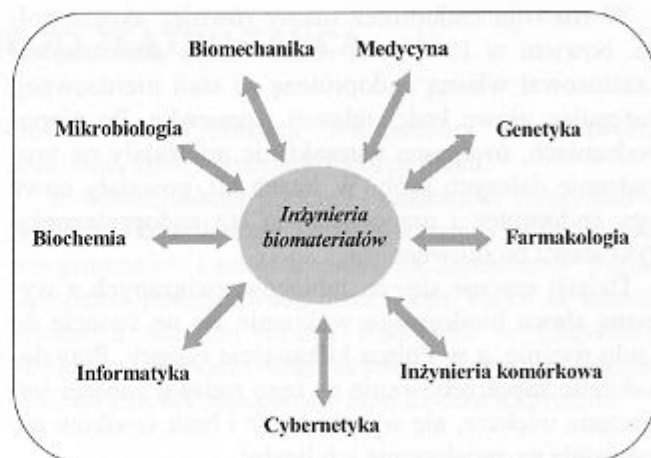 Biomechanika Medycyna
Mikrobiologia Genetyka
Inżynieria
biomateriałów
Biochemia Farmakologia
Informatyka Inżynieria komórkowa
Cybernetyka